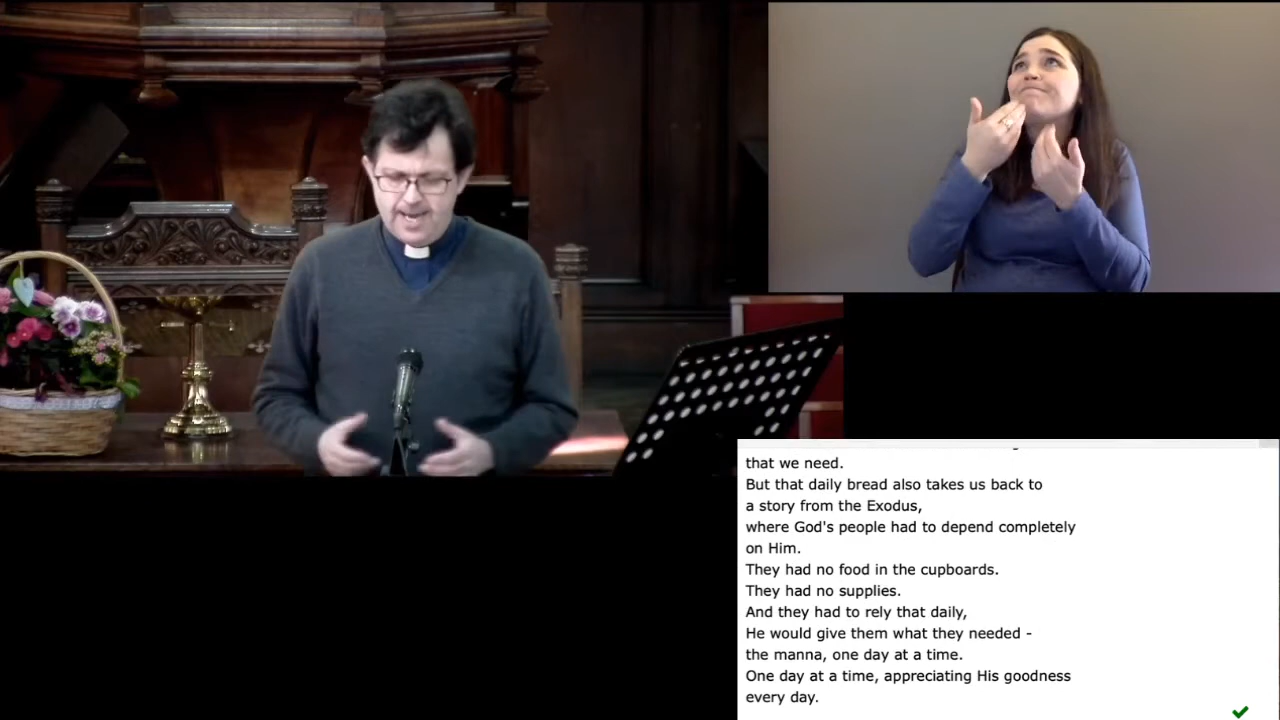 that we need.
But that daily bread also takes us back to
a story from the Exodus,
where God's people had to depend completely
on Him.
They had no food in the cupboards.
They had no supplies.
And they had to rely that daily,
He would give them what they needed -
the manna, one day at a time.
One day at a time, appreciating His goodness
every day.